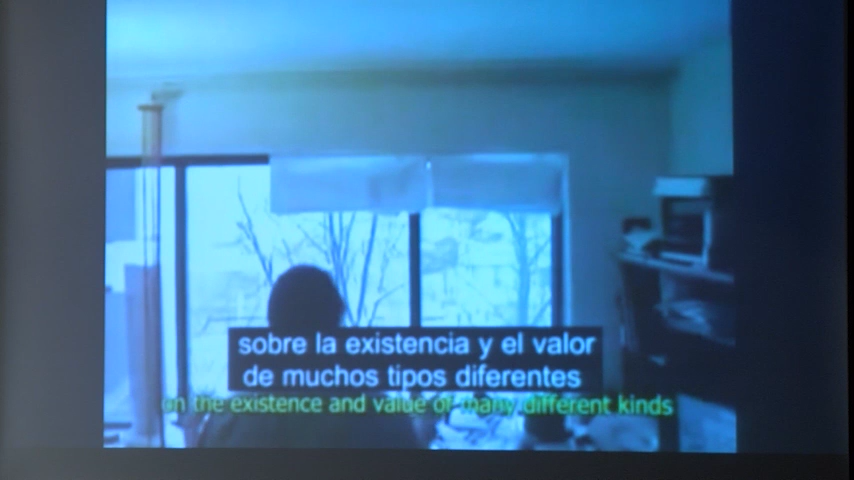 sobre la existencia y el valor
de muchos tipos diferentes
on the existence and value of many different kinds